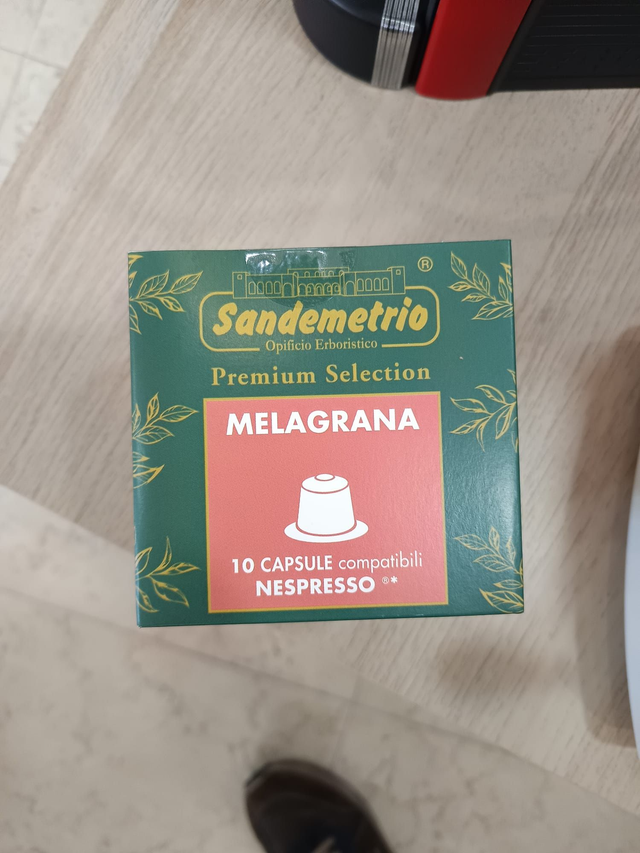 ®
Sandemetrio
Opificio Erboristico
Premium Selection
MELAGRANA
10 CAPSULE compatibili
NESPRESSO ®*